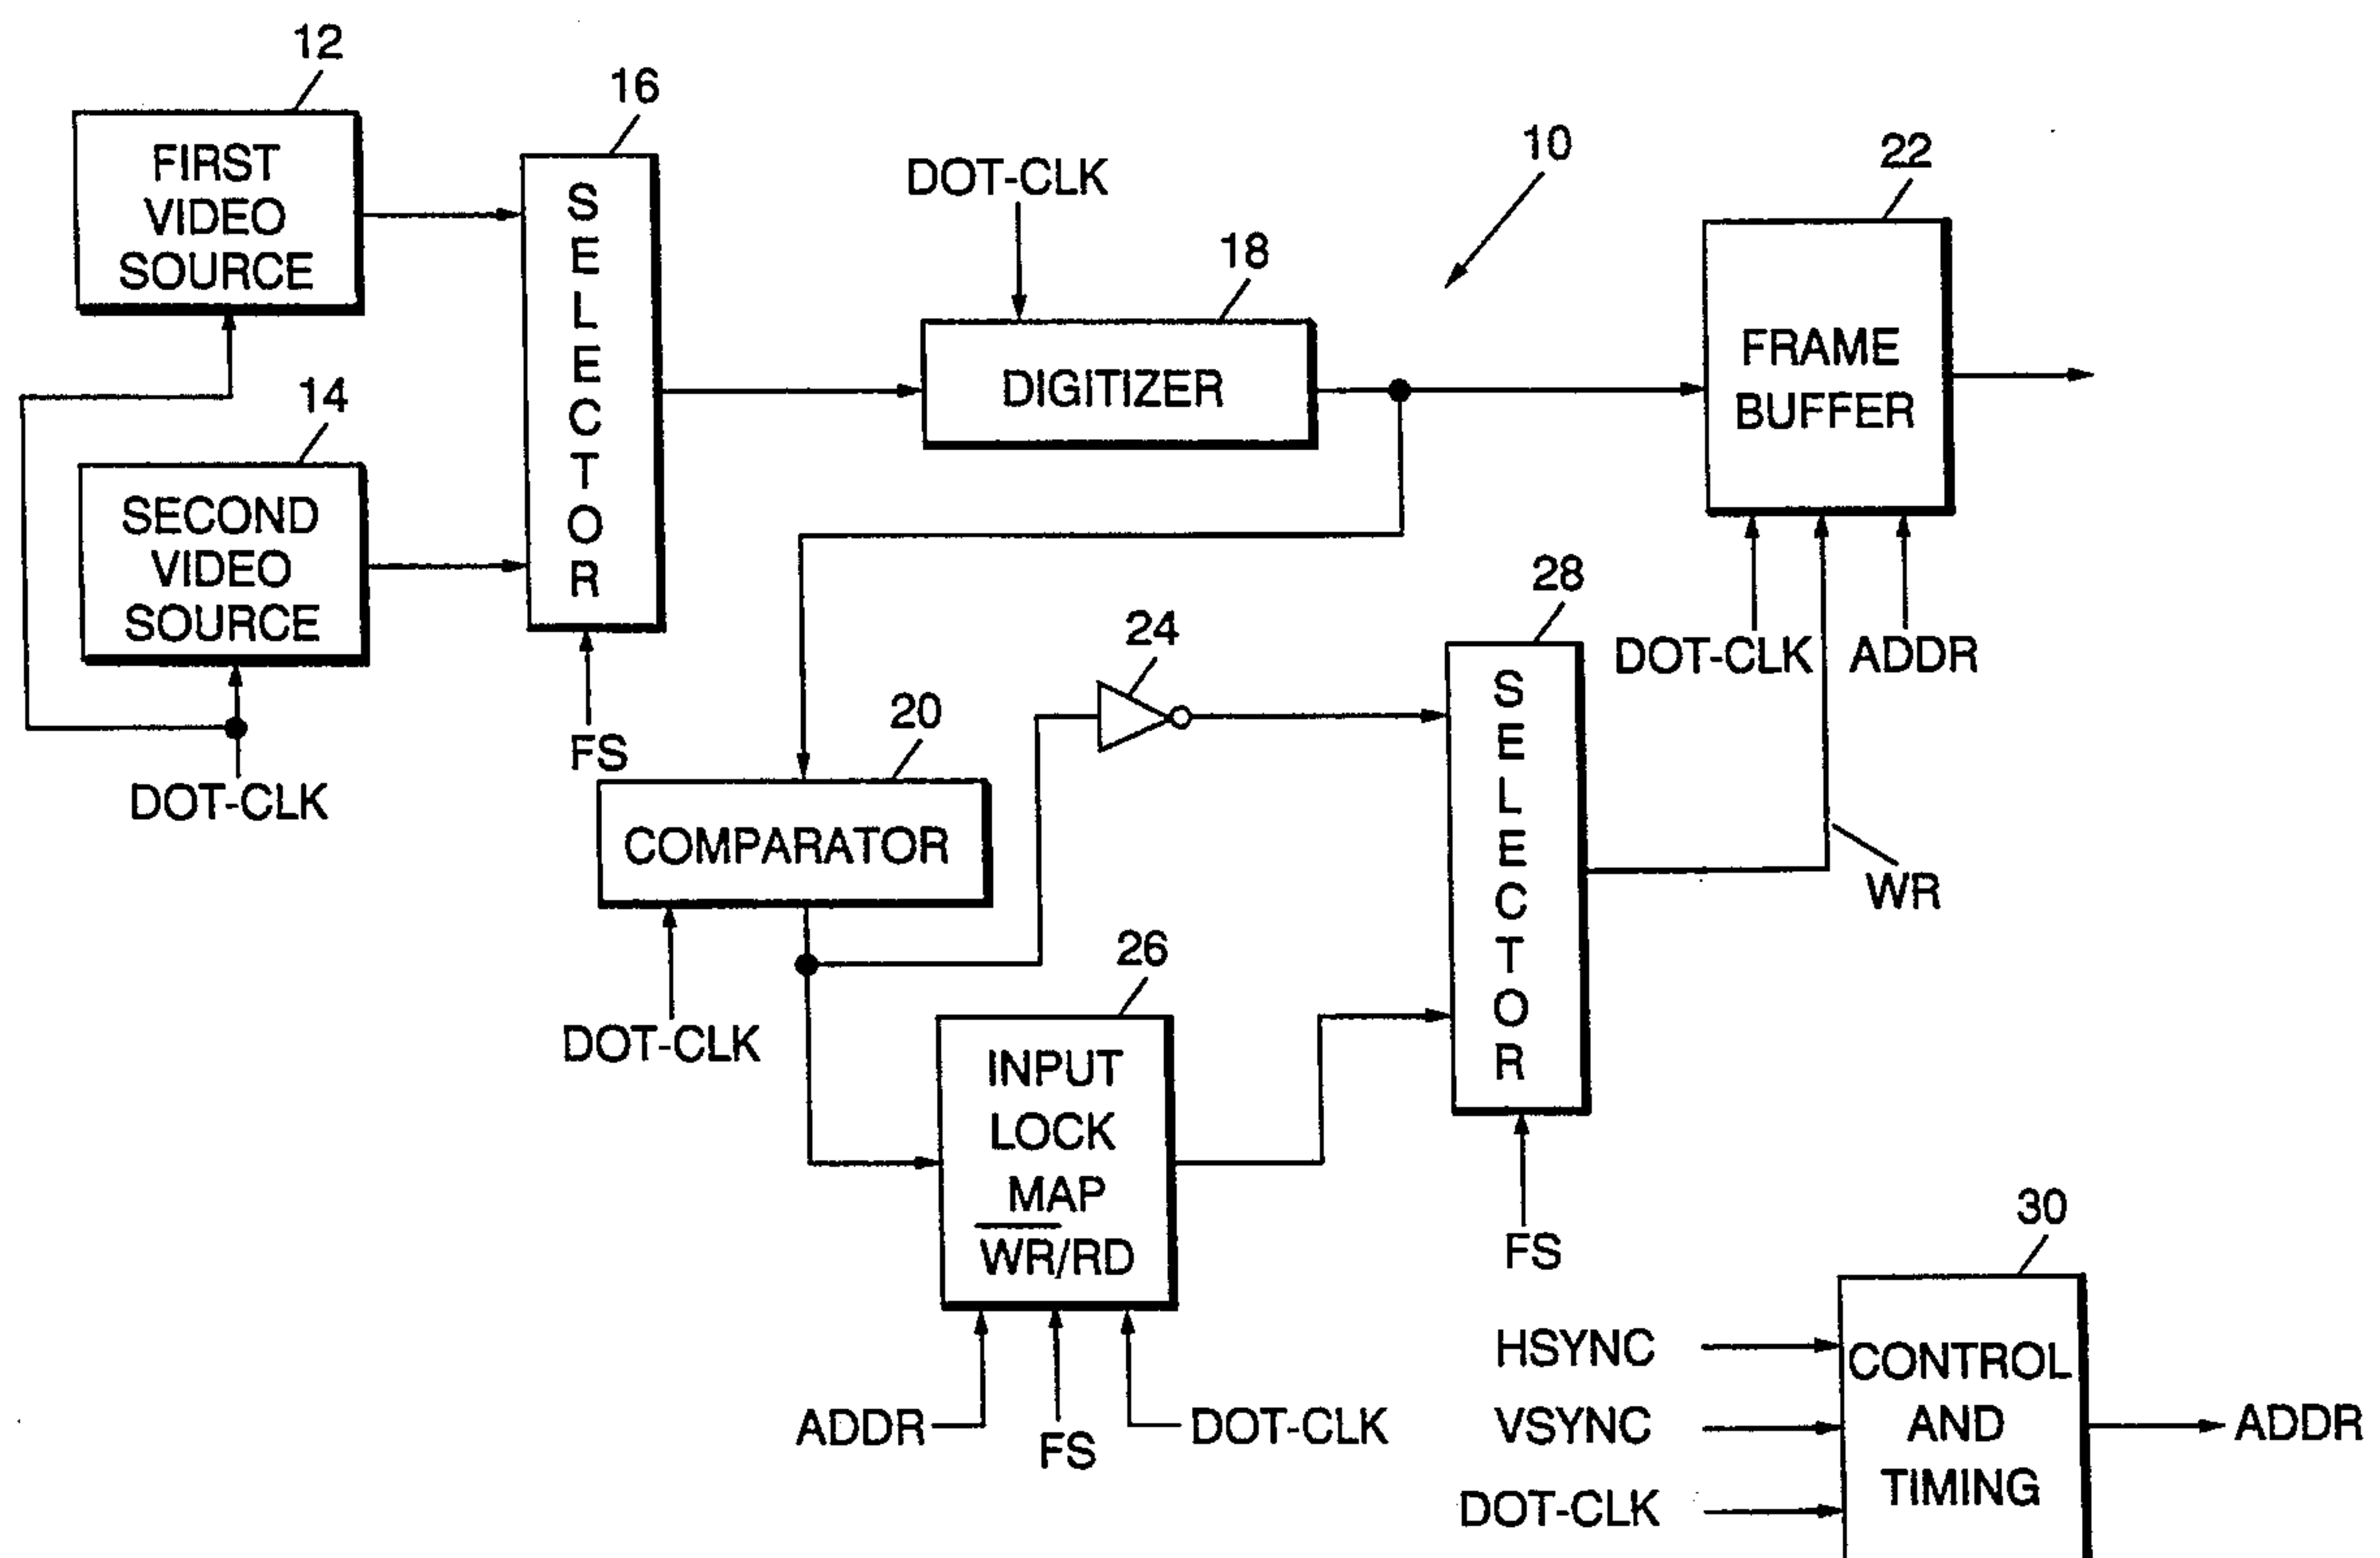 12
FIRST
VIDEO
SOURCE
14
SECOND
VIDEO
SOURCE
DOT-CLK
16
SELECTOR
FS
DOT-CLK
18
DIGITIZER
10
22
FRAME
BUFFER
DOT-CLK
ADDR
WR
20
COMPARATOR
DOT-CLK
24
26
INPUT
LOCK
MAP
W̅R̅/RD
ADDR
FS
DOT-CLK
28
SELECTOR
FS
30
HSYNC
VSYNC
DOT-CLK
CONTROL
AND
TIMING
ADDR